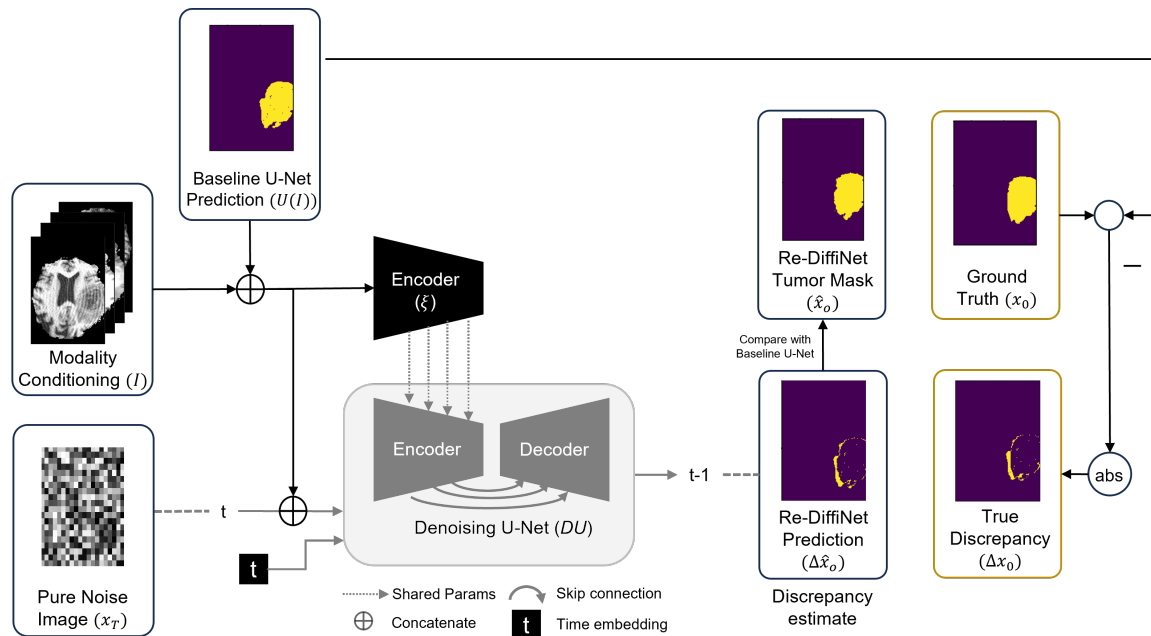 Baseline U-Net
Prediction (U(I))
Modality
Conditioning (I)
Encoder
(ξ)
Re-DiffiNet
Tumor Mask
(x̂ₒ)
Ground
Truth (x₀)
—
Compare with
Baseline U-Net
Encoder
Decoder
t
t-1
abs
Denoising U-Net (DU)
Re-DiffiNet
Prediction
(Δx̂ₒ)
True
Discrepancy
(Δx₀)
t
Pure Noise
Image (x_T)
Shared Params
Skip connection
Concatenate
t
Time embedding
Discrepancy
estimate